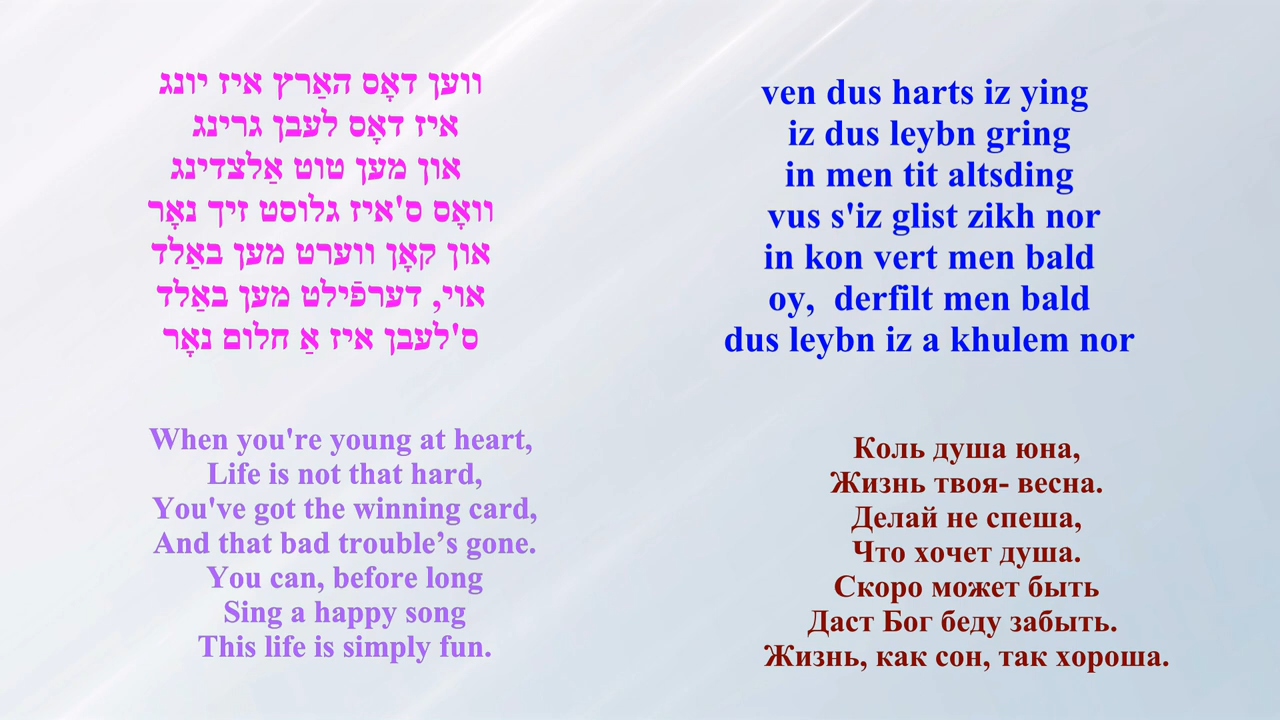 ווען דאָס האַרץ איז יונג
איז דאָס לעבן גרינג
און מען טוט אַלצדינג
וואָס ס'איז גלוסט זיך נאָר
און קאָן ווערט מען באַלד
אוי, דערפֿילט מען באַלד
ס'לעבן איז אַ חלום נאָר
ven dus harts iz ying
iz dus leybn gring
in men tit altsding
vus s'iz glist zikh nor
in kon vert men bald
oy,  derfilt men bald
dus leybn iz a khulem nor
When you're young at heart,
Life is not that hard,
You've got the winning card,
And that bad trouble’s gone.
You can, before long
Sing a happy song
This life is simply fun.
Коль душа юна,
Жизнь твоя- весна.
Делай не спеша,
Что хочет душа.
Скоро может быть
Даст Бог беду забыть.
Жизнь, как сон, так хороша.